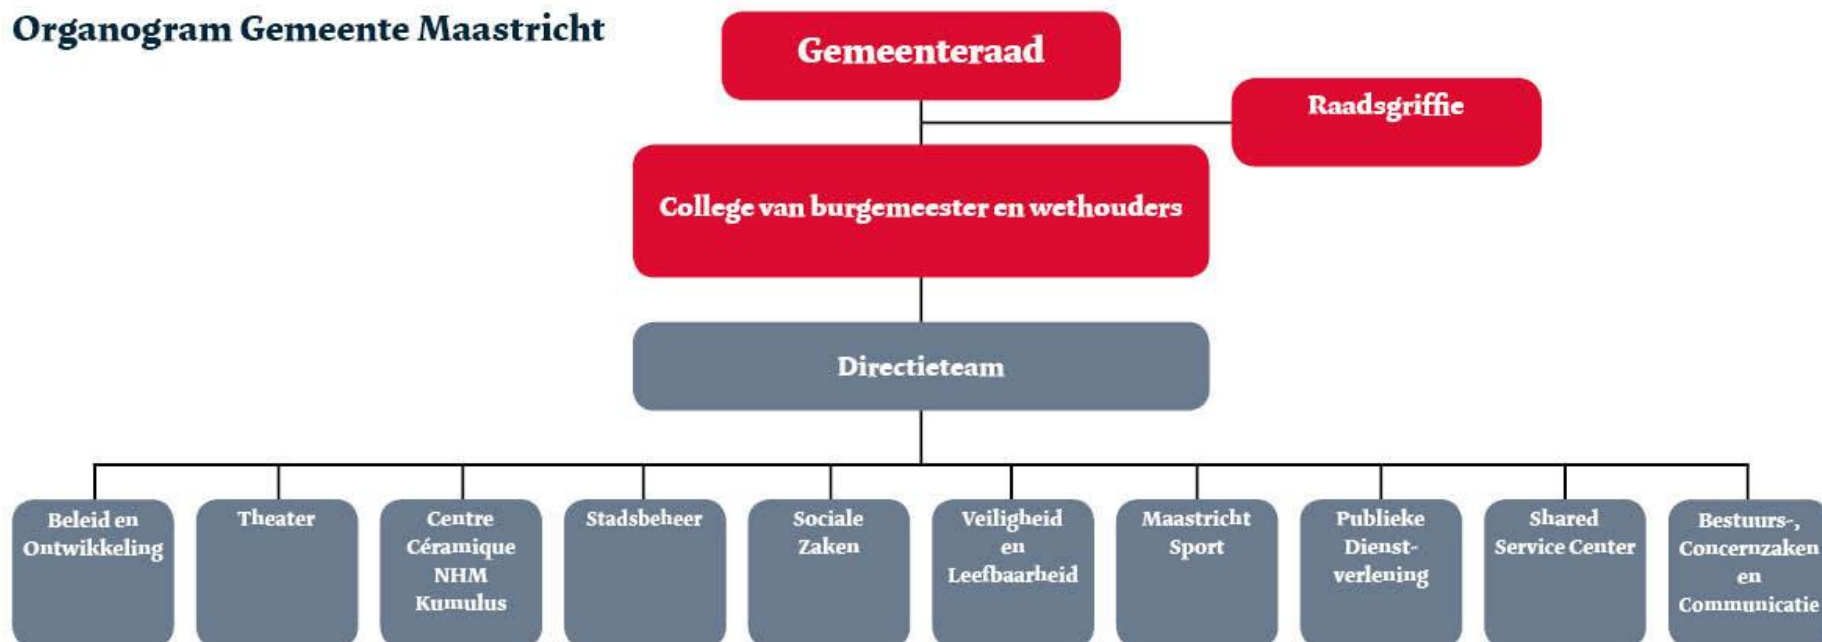 Organogram Gemeente Maastricht
Gemeenteraad
Raadsgriffie
College van burgemeester en wethouders
Directieteam
Beleid en
Ontwikkeling
Theater
Centre
Céramique
NHM
Kumulus
Stadsbeheer
Sociale
Zaken
Veiligheid
en
Leefbaarheid
Maastricht
Sport
Publieke
Dienst-
verlening
Shared
Service Center
Bestuurs-,
Concernzaken
en
Communicatie